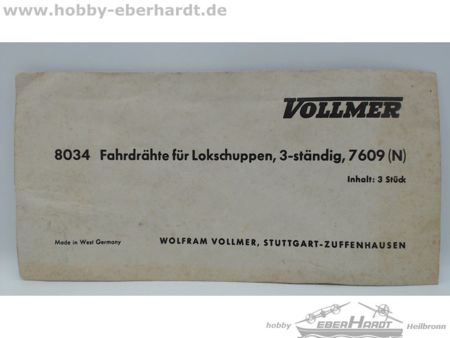 www.hobby-eberhardt.de
VOLLMER
8034 Fahrdrähte für Lokschuppen, 3-ständig, 7609 (N)
Inhalt: 3 Stück
Made in West Germany
WOLFRAM VOLLMER, STUTTGART-ZUFFENHAUSEN
hobby EBERHARDT Heilbronn